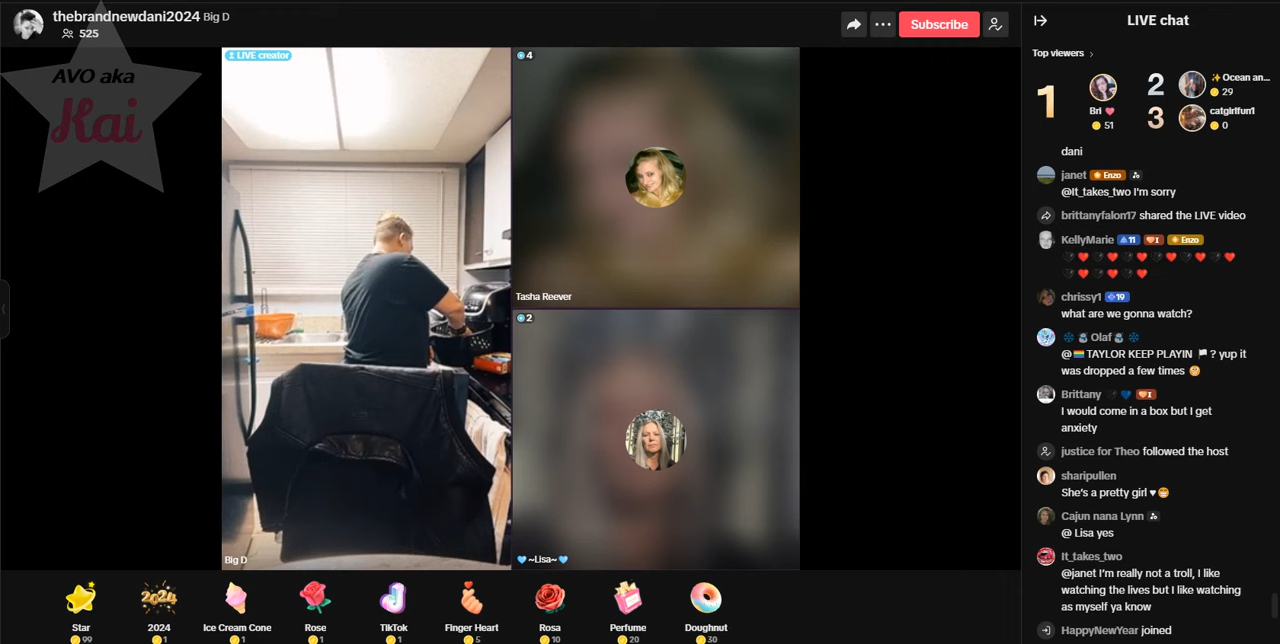 thebrandnewdani2024 Big D
525
Subscribe
AVO aka
Kai
LIVE creator
4
Tasha Reever
2
💙~Lisa~💙
Big D
Star
99
2024
2024
1
Ice Cream Cone
1
Rose
1
TikTok
1
Finger Heart
5
Rosa
10
Perfume
20
Doughnut
30
LIVE chat
Top viewers
1
Bri ❤️
51
2
✨Ocean an...
29
3
catgirlfun1
0
dani
janet Enzo
@It_takes_two I'm sorry
brittanyfalon17 shared the LIVE video
KellyMarie 11 I Enzo
🖤❤️🖤❤️🖤❤️🖤❤️🖤❤️🖤❤️
🖤❤️🖤❤️🖤❤️
chrissy1 19
what are we gonna watch?
❄️⛄Olaf⛄❄️
@🏳️‍🌈 TAYLOR KEEP PLAYIN 🏳️? yup it
was dropped a few times 🥴
Brittany 🖤💙 I
I would come in a box but I get
anxiety
justice for Theo followed the host
sharipullen
She's a pretty girl ♥️😁
Cajun nana Lynn
@ Lisa yes
It_takes_two
@janet I'm really not a troll, I like
watching the lives but I like watching
as myself ya know
HappyNewYear joined